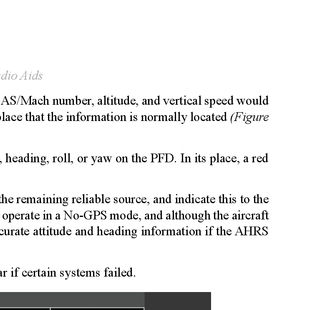 dio Aids
AS/Mach number, altitude, and vertical speed would
lace that the information is normally located (Figure
, heading, roll, or yaw on the PFD. In its place, a red
he remaining reliable source, and indicate this to the
operate in a No-GPS mode, and although the aircraft
curate attitude and heading information if the AHRS
r if certain systems failed.